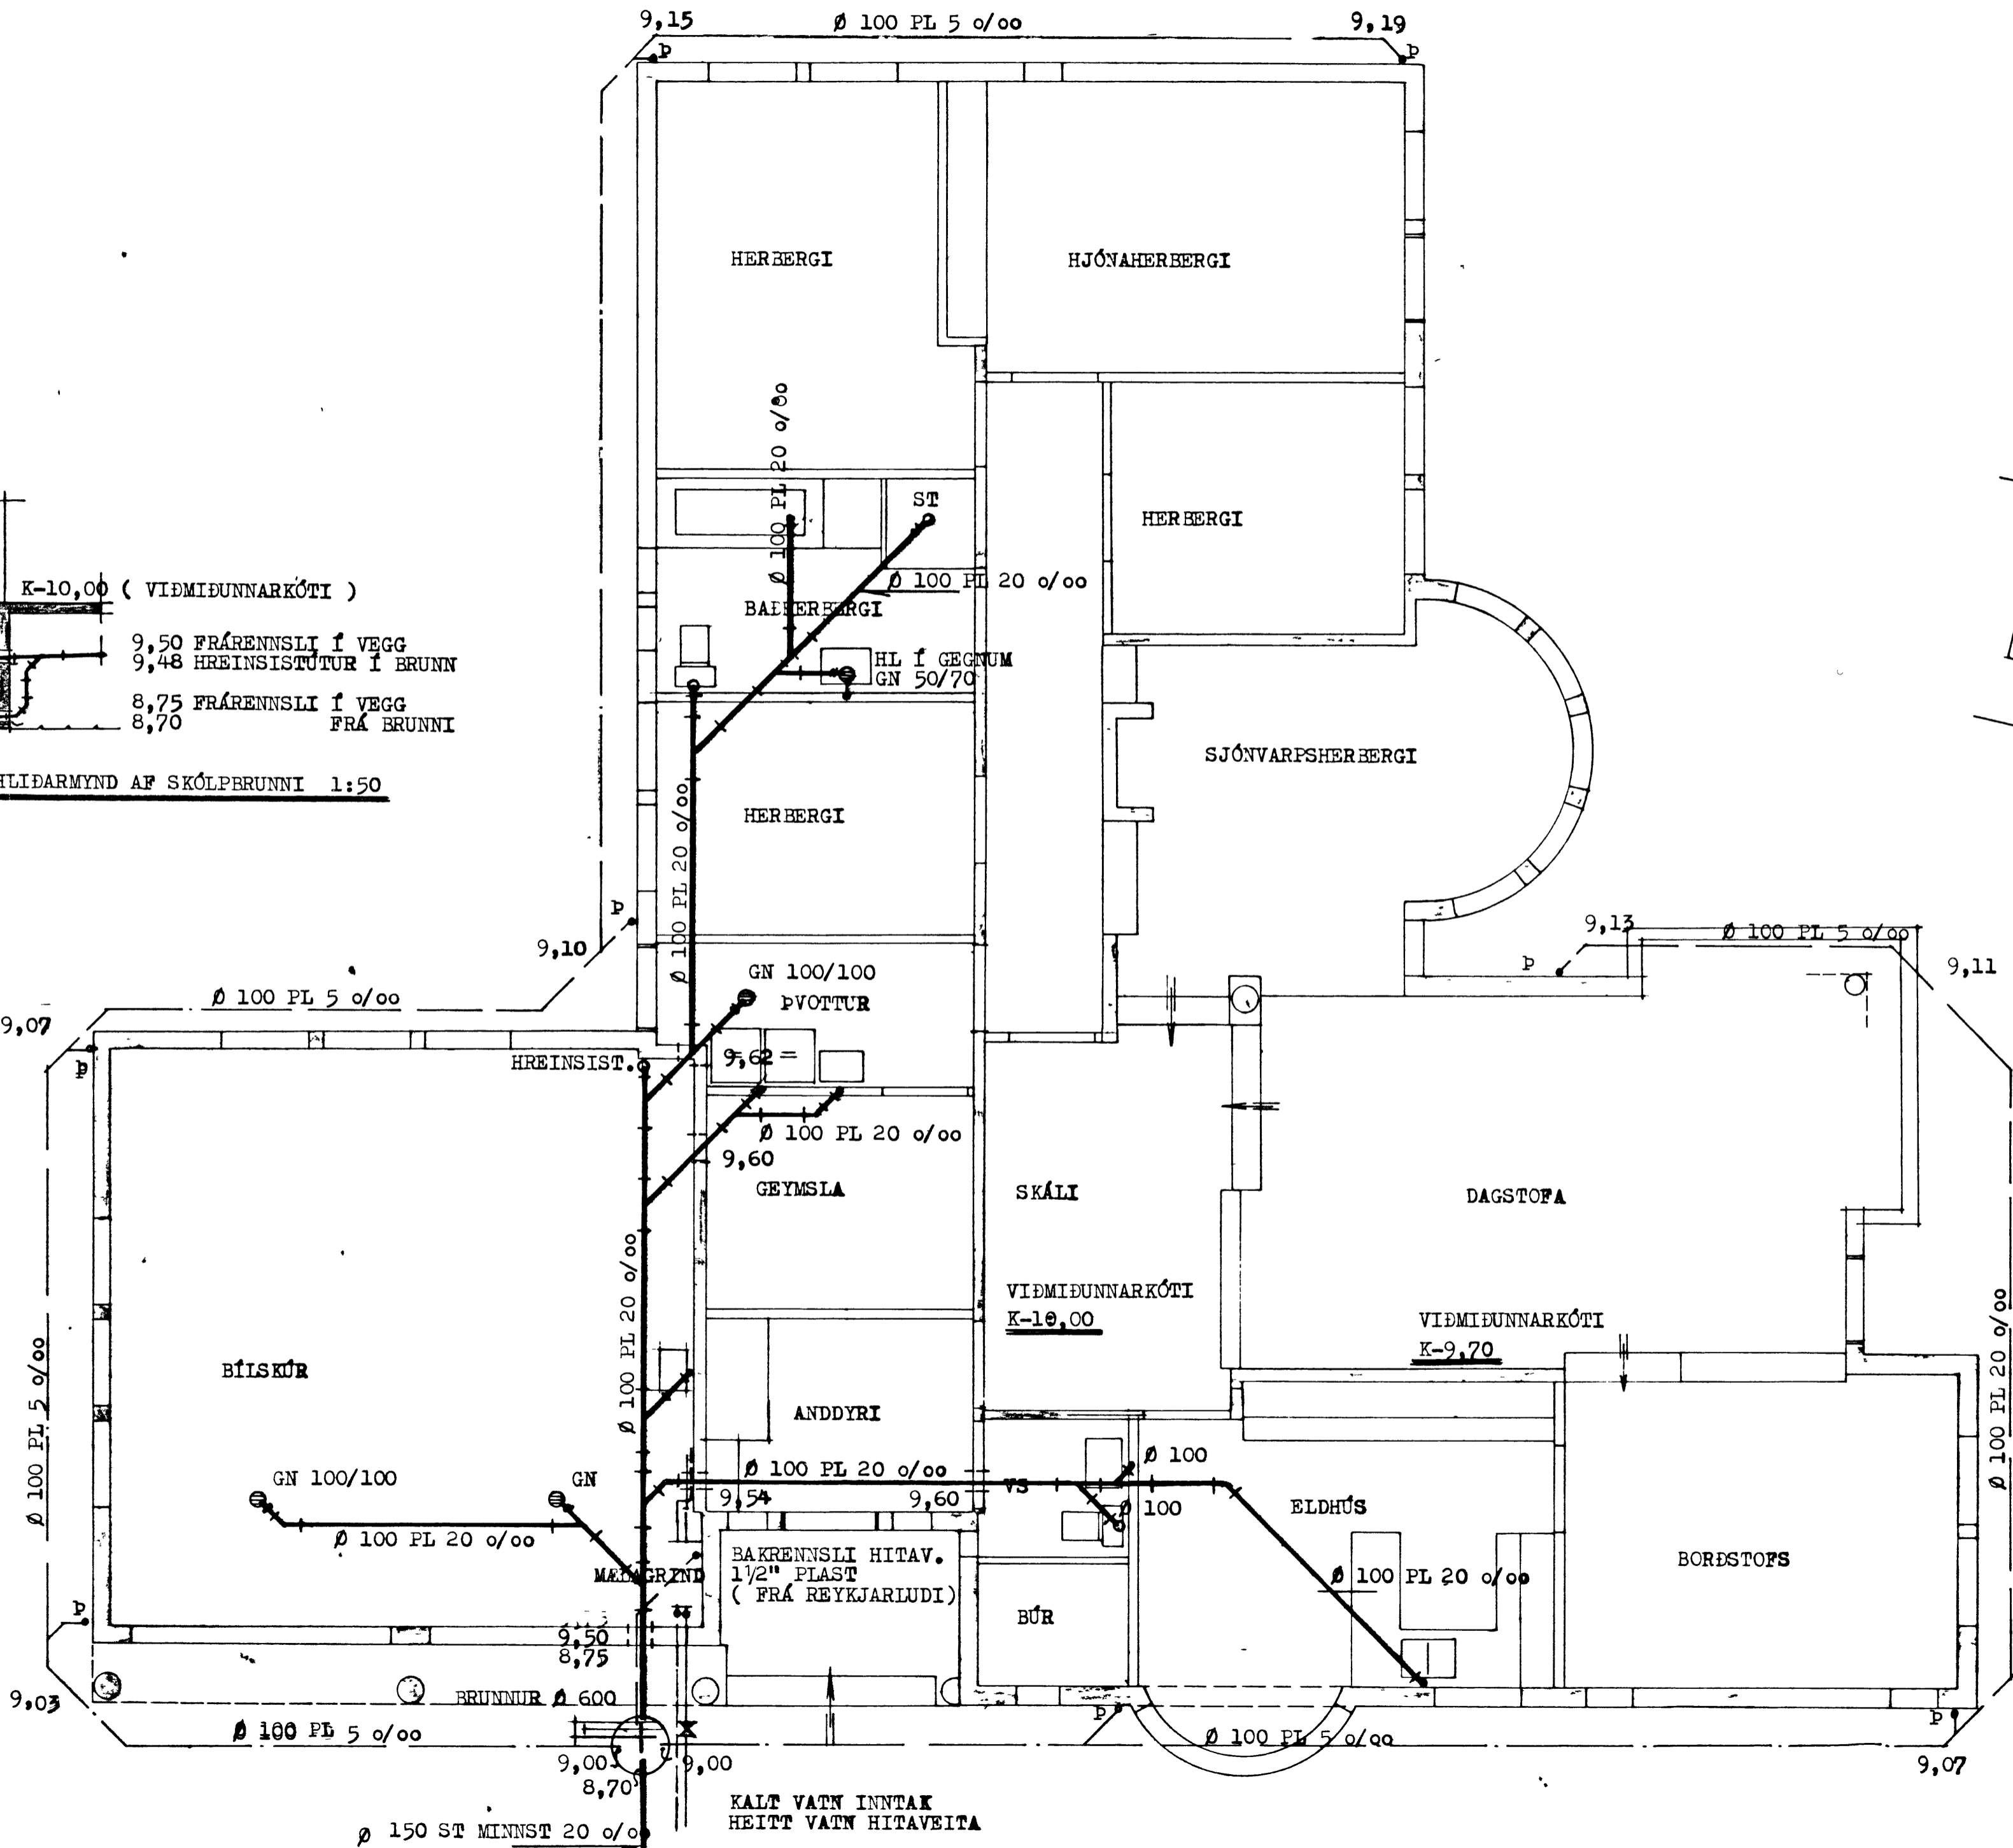 9,15
Ø 100 PL 5 o/oo
9,19
Þ
Þ
HERBERGI
HJÓNAHERBERGI
Ø 100 PL 20 o/oo
ST
HERBERGI
Ø 100 PL 20 o/oo
BAÐHERBERGI
K-10,00 ( VIÐMIÐUNNARKÓTI )
9,50 FRÁRENNSLI Í VEGG
9,48 HREINSISTÚTUR Í BRUNN
8,75 FRÁRENNSLI Í VEGG
8,70 FRÁ BRUNNI
HLIÐARMYND AF SKÓLPBRUNNI 1:50
HL Í GEGNUM
GN 50/70
SJÓNVARPSHERBERGI
HERBERGI
Ø 100 PL 20 o/oo
Þ
9,10
9,13
Ø 100 PL 5 o/oo
Þ
9,11
GN 100/100
ÞVOTTUR
Ø 100 PL 5 o/oo
9,07
Þ
HREINSIST.
9,62
Ø 100 PL 20 o/oo
9,60
GEYMSLA
SKÁLI
DAGSTOFA
Ø 100 PL 20 o/oo
VIÐMIÐUNNARKÓTI
K-10,00
VIÐMIÐUNNARKÓTI
K-9,70
Ø 100 PL 5 o/oo
Ø 100 PL 20 o/oo
BÍLSKÚR
ANDDYRI
Ø 100
Ø 100 PL 20 o/oo
GN 100/100
GN
VS
9,54
9,60
Ø 100
ELDHÚS
Ø 100 PL 20 o/oo
BAKRENNSLI HITAV.
1 1/2" PLAST
( FRÁ REYKJARLUDI)
MÆLAGRIND
BORÐSTOFS
Ø 100 PL 20 o/oo
BÚR
Þ
9,50
8,75
9,03
BRUNNUR Ø 600
Þ
Þ
Ø 100 PL 5 o/oo
Ø 100 PL 5 o/oo
9,00
9,00
9,07
8,70
KALT VATN INNTAK
HEITT VATN HITAVEITA
Ø 150 ST MINNST 20 o/o